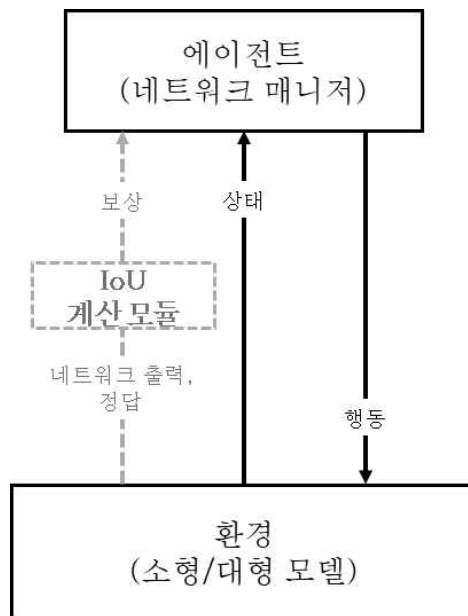 에이전트
(네트워크 매니저)
보상
상태
IoU
계산 모듈
네트워크 출력,
정답
행동
환경
(소형/대형 모델)